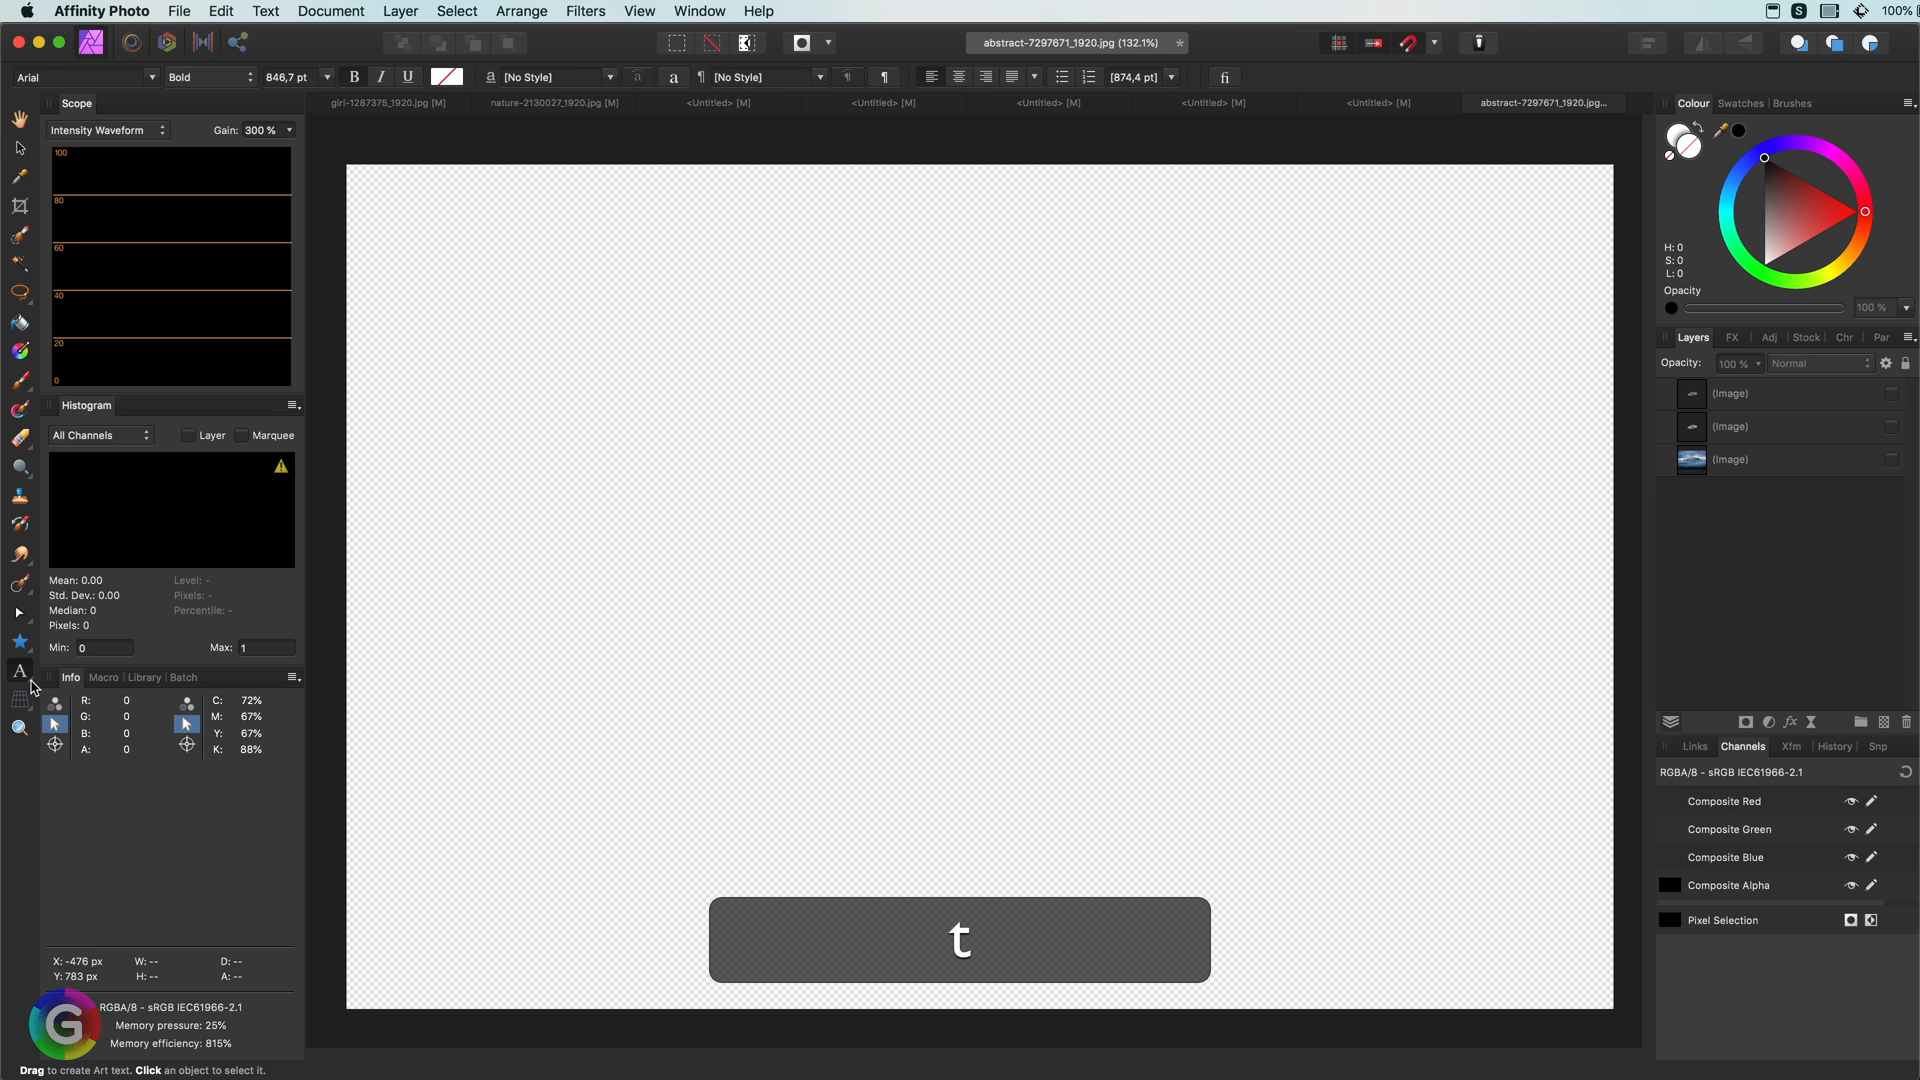 Affinity Photo File Edit Text Document Layer Select Arrange Filters View Window Help S 100%
abstract-7297671_1920.jpg (132.1%)
Arial Bold 846,7 pt B I U a [No Style] a a ¶ [No Style] ¶ ¶ [874,4 pt] fi
Scope
girl-1287375_1920.jpg [M] nature-2130027_1920.jpg [M] <Untitled> [M] <Untitled> [M] <Untitled> [M] <Untitled> [M] <Untitled> [M] abstract-7297671_1920.jpg...
Intensity Waveform Gain: 300 %
100
80
60
40
20
0
Histogram
All Channels Layer Marquee
Mean: 0.00 Level: -
Std. Dev.: 0.00 Pixels: -
Median: 0 Percentile: -
Pixels: 0
Min: 0 Max: 1
A
Info Macro Library Batch
R: 0 C: 72%
G: 0 M: 67%
B: 0 Y: 67%
A: 0 K: 88%
X: -476 px W: -- D: --
Y: 783 px H: -- A: --
G
RGBA/8 - sRGB IEC61966-2.1
Memory pressure: 25%
Memory efficiency: 815%
Drag to create Art text. Click an object to select it.
t
Colour Swatches Brushes
H: 0
S: 0
L: 0
Opacity
100 %
Layers FX Adj Stock Chr Par
Opacity: 100 % Normal
(Image)
(Image)
(Image)
fx
Links Channels Xfm History Snp
RGBA/8 - sRGB IEC61966-2.1
Composite Red
Composite Green
Composite Blue
Composite Alpha
Pixel Selection